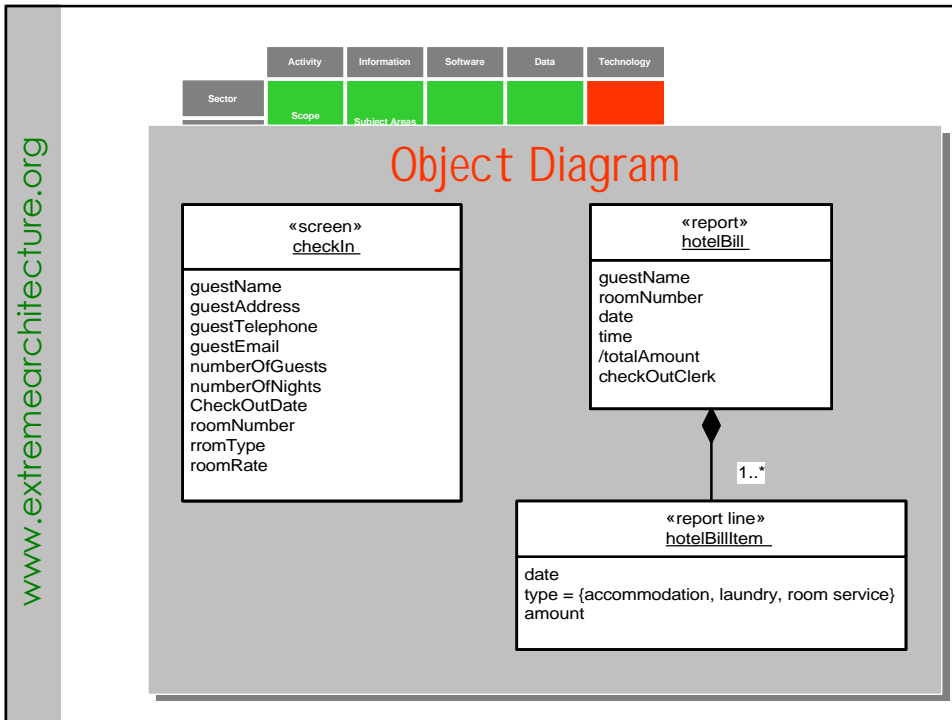 www.extremearchitecture.org
Activity
Information
Software
Data
Technology
Sector
Scope
Subject Areas
Object Diagram
«screen»
checkIn
guestName
guestAddress
guestTelephone
guestEmail
numberOfGuests
numberOfNights
CheckOutDate
roomNumber
rromType
roomRate
«report»
hotelBill
guestName
roomNumber
date
time
/totalAmount
checkOutClerk
1..*
«report line»
hotelBillItem
date
type = {accommodation, laundry, room service}
amount